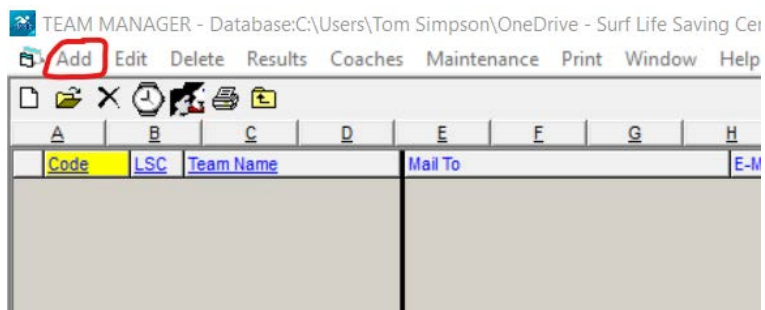 TEAM MANAGER - Database:C:\Users\Tom Simpson\OneDrive - Surf Life Saving Cer
Add Edit Delete Results Coaches Maintenance Print Window Help
A B C D E F G H
Code LSC Team Name Mail To E-M